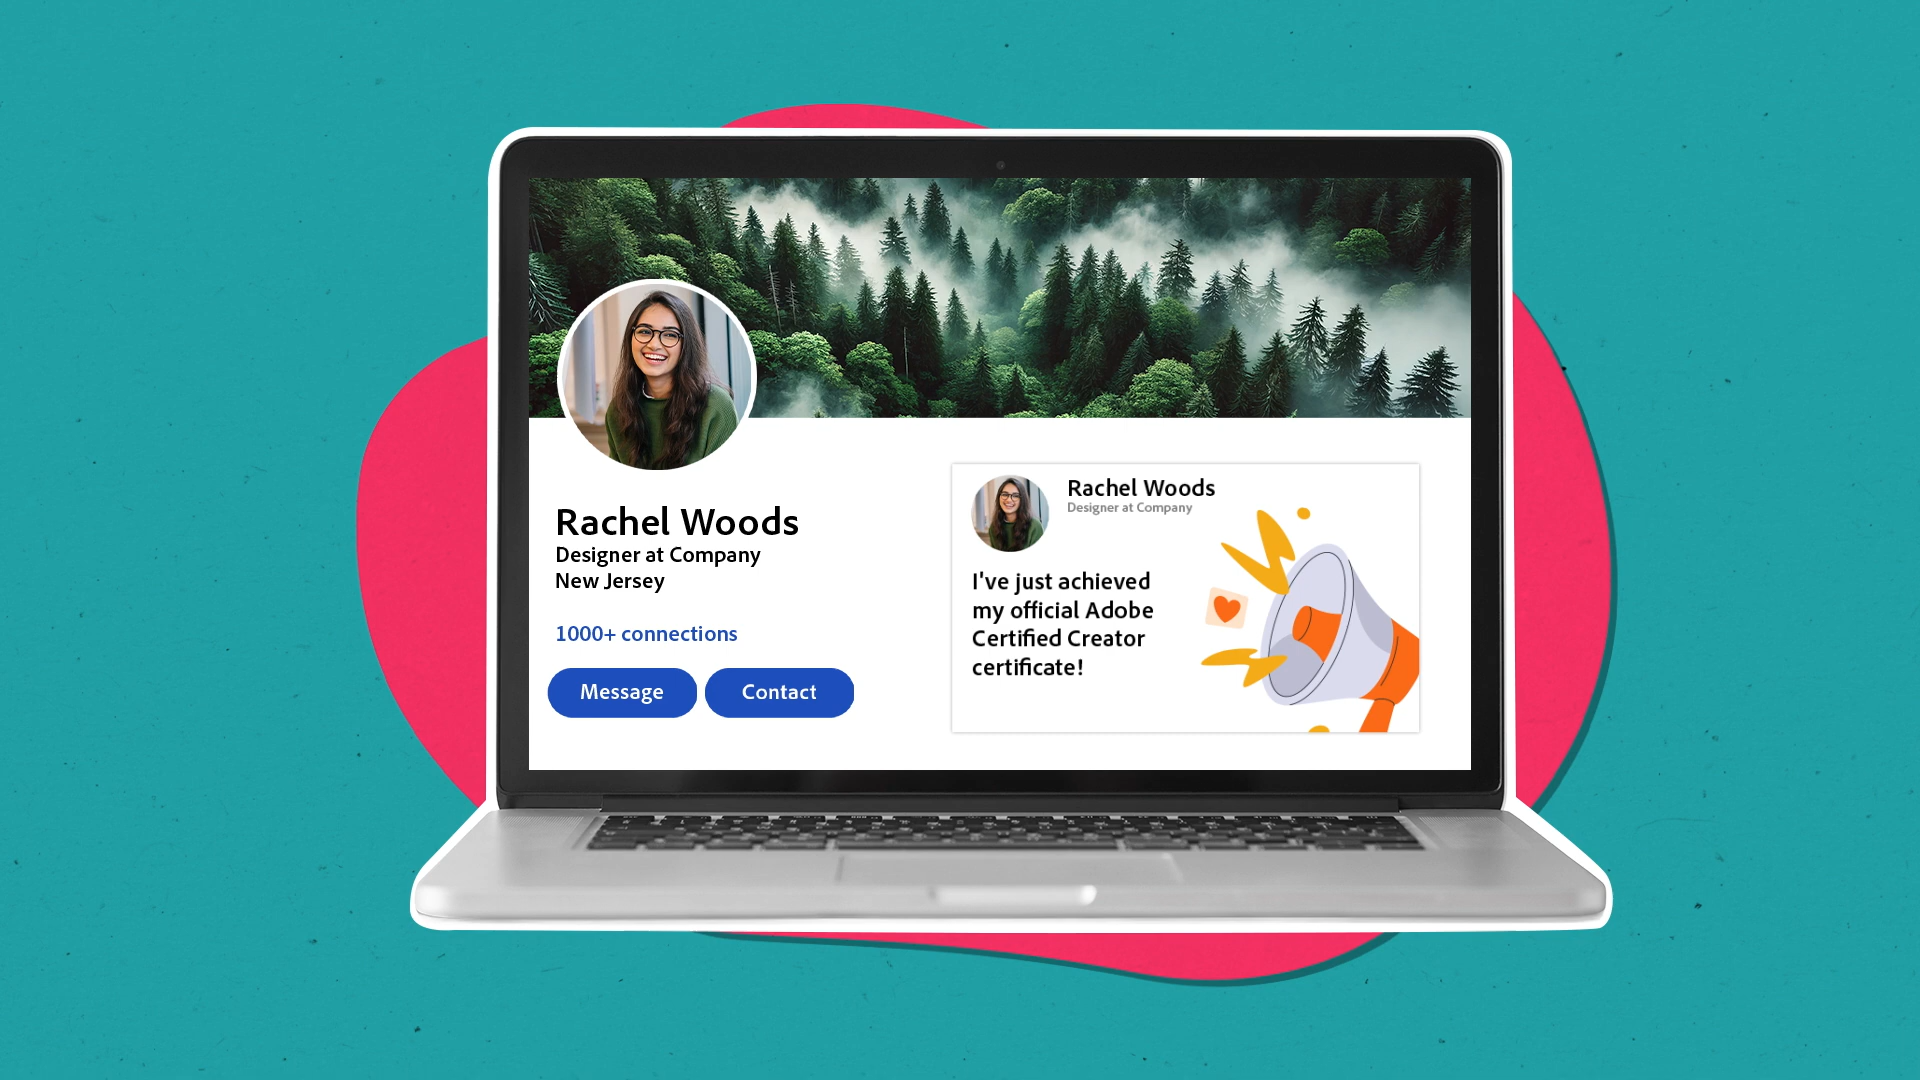 Rachel Woods
Designer at Company
New Jersey
1000+ connections
Message
Contact
Rachel Woods
Designer at Company
I've just achieved
my official Adobe
Certified Creator
certificate!